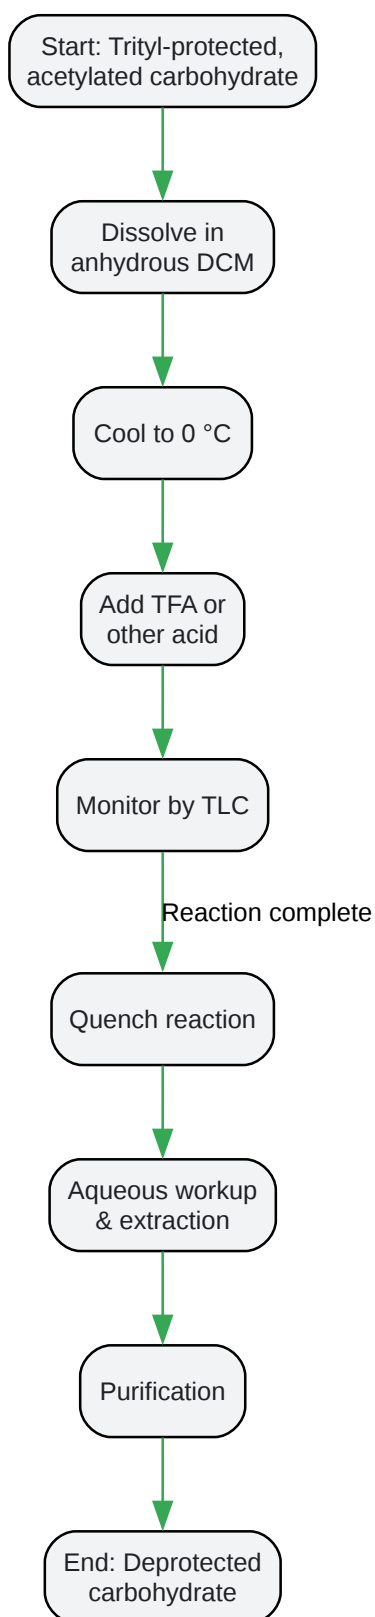 Start: Trityl-protected,
acetylated carbohydrate
Dissolve in
anhydrous DCM
Cool to 0 °C
Add TFA or
other acid
Monitor by TLC
Reaction complete
Quench reaction
Aqueous workup
& extraction
Purification
End: Deprotected
carbohydrate